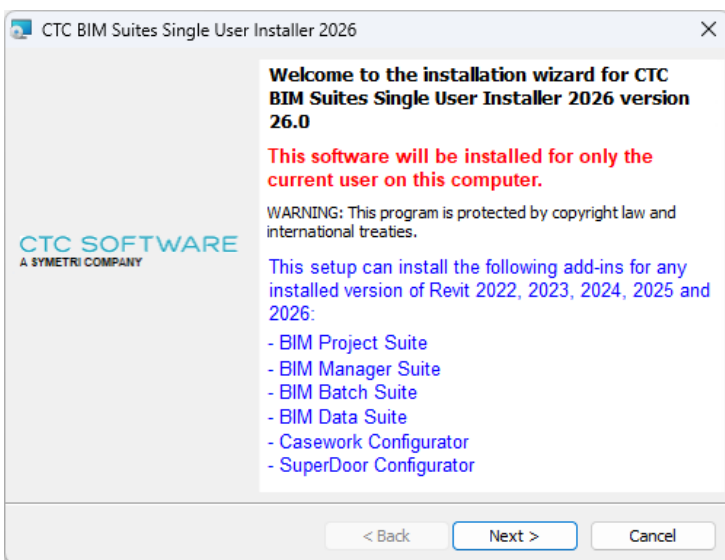 CTC BIM Suites Single User Installer 2026
Welcome to the installation wizard for CTC
BIM Suites Single User Installer 2026 version
26.0
This software will be installed for only the
current user on this computer.
WARNING: This program is protected by copyright law and
international treaties.
CTC SOFTWARE
A SYMETRI COMPANY
This setup can install the following add-ins for any
installed version of Revit 2022, 2023, 2024, 2025 and
2026:
- BIM Project Suite
- BIM Manager Suite
- BIM Batch Suite
- BIM Data Suite
- Casework Configurator
- SuperDoor Configurator
< Back
Next >
Cancel